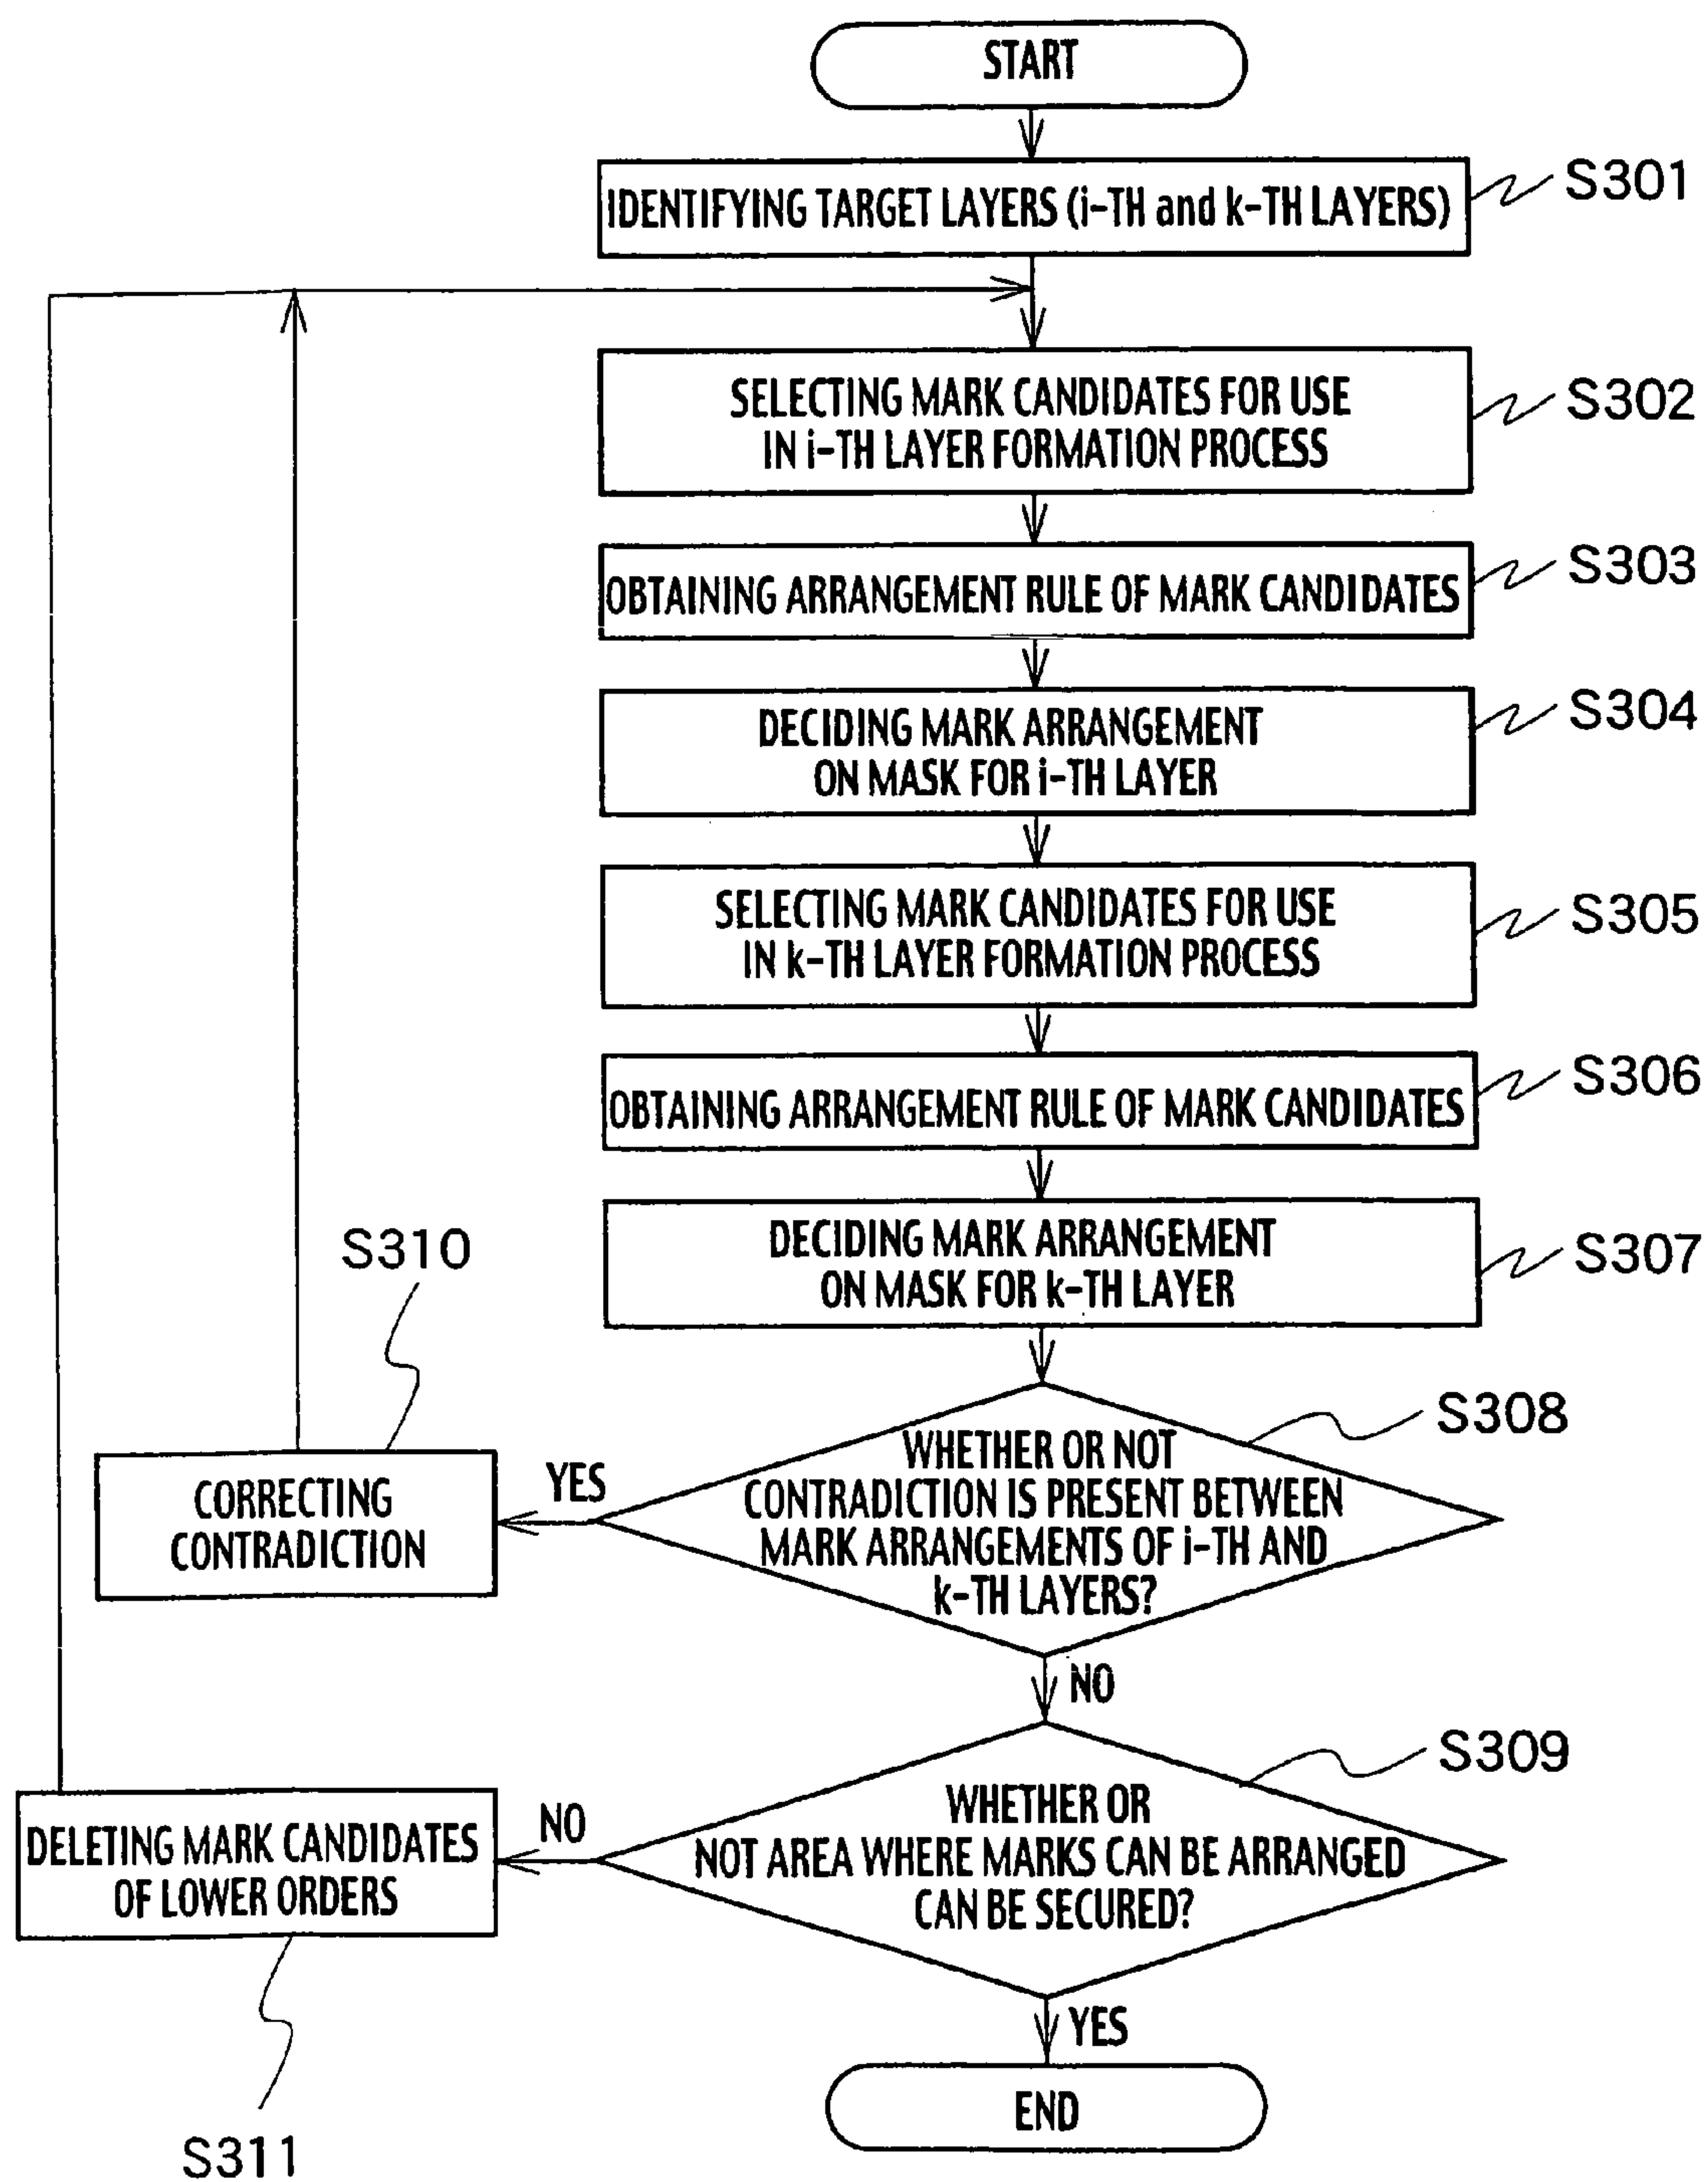 START
IDENTIFYING TARGET LAYERS (i-TH and k-TH LAYERS)
S301
SELECTING MARK CANDIDATES FOR USE
IN i-TH LAYER FORMATION PROCESS
S302
OBTAINING ARRANGEMENT RULE OF MARK CANDIDATES
S303
DECIDING MARK ARRANGEMENT
ON MASK FOR i-TH LAYER
S304
SELECTING MARK CANDIDATES FOR USE
IN k-TH LAYER FORMATION PROCESS
S305
OBTAINING ARRANGEMENT RULE OF MARK CANDIDATES
S306
DECIDING MARK ARRANGEMENT
ON MASK FOR k-TH LAYER
S307
WHETHER OR NOT
CONTRADICTION IS PRESENT BETWEEN
MARK ARRANGEMENTS OF i-TH AND
k-TH LAYERS?
S308
YES
S310
CORRECTING
CONTRADICTION
NO
WHETHER OR
NOT AREA WHERE MARKS CAN BE ARRANGED
CAN BE SECURED?
S309
NO
DELETING MARK CANDIDATES
OF LOWER ORDERS
S311
YES
END